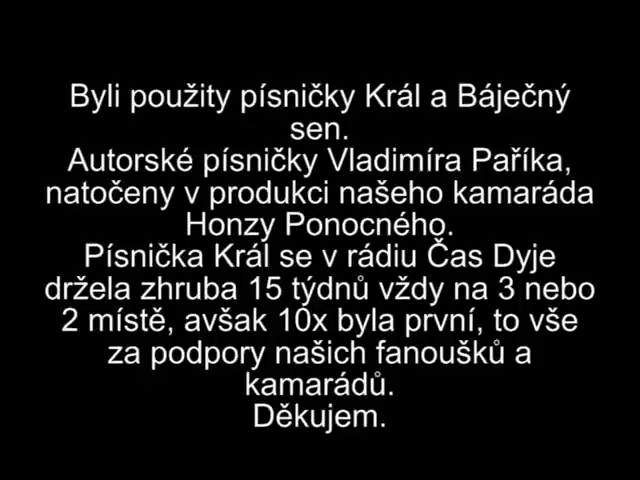 Byli použity písničky Král a Báječný
sen.
Autorské písničky Vladimíra Paříka,
natočeny v produkci našeho kamaráda
Honzy Ponocného.
Písnička Král se v rádiu Čas Dyje
držela zhruba 15 týdnů vždy na 3 nebo
2 místě, avšak 10x byla první, to vše
za podpory našich fanoušků a
kamarádů.
Děkujem.